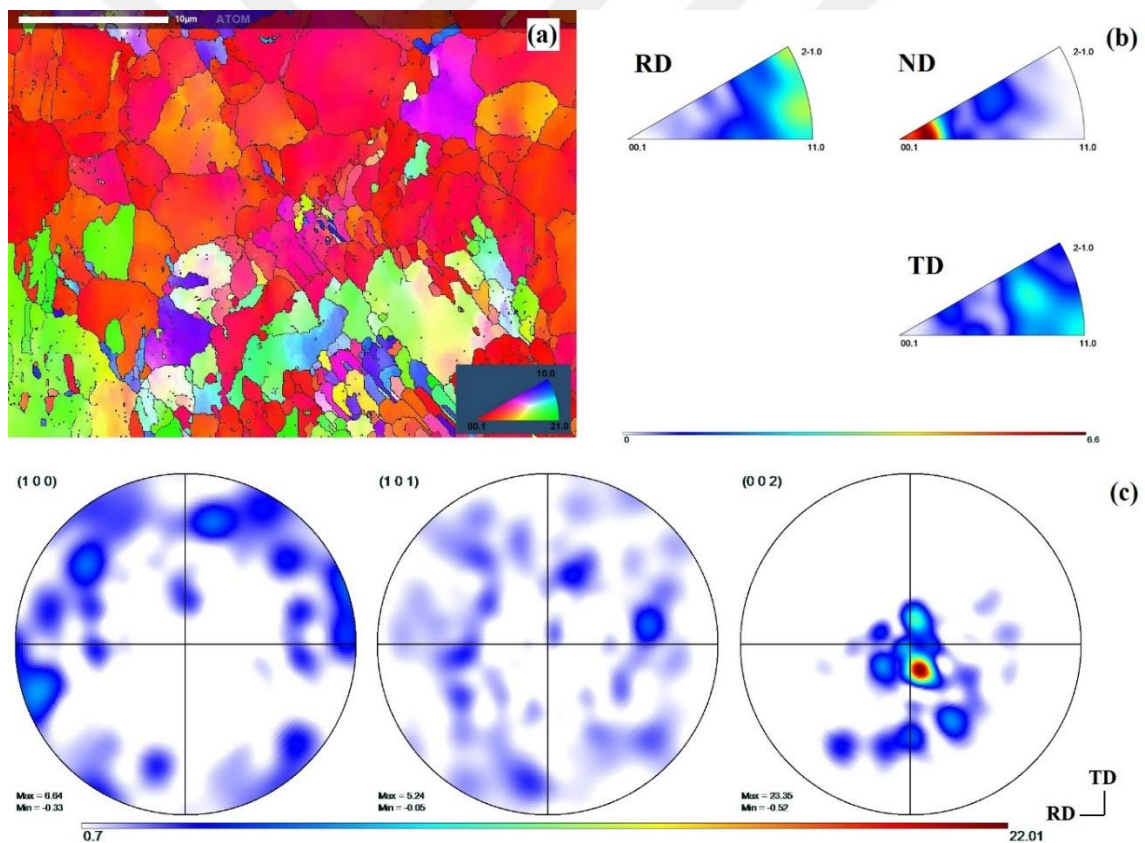 10µm
ATOM
(a)
10.0
00.1
21.0
(b)
RD
2-1.0
00.1
11.0
ND
2-1.0
00.1
11.0
TD
2-1.0
00.1
11.0
0
6.6
(c)
(1 0 0)
Max = 6.64
Min = -0.33
(1 0 1)
Max = 5.24
Min = -0.05
(0 0 2)
Max = 23.35
Min = -0.52
TD
RD
0.7
22.01